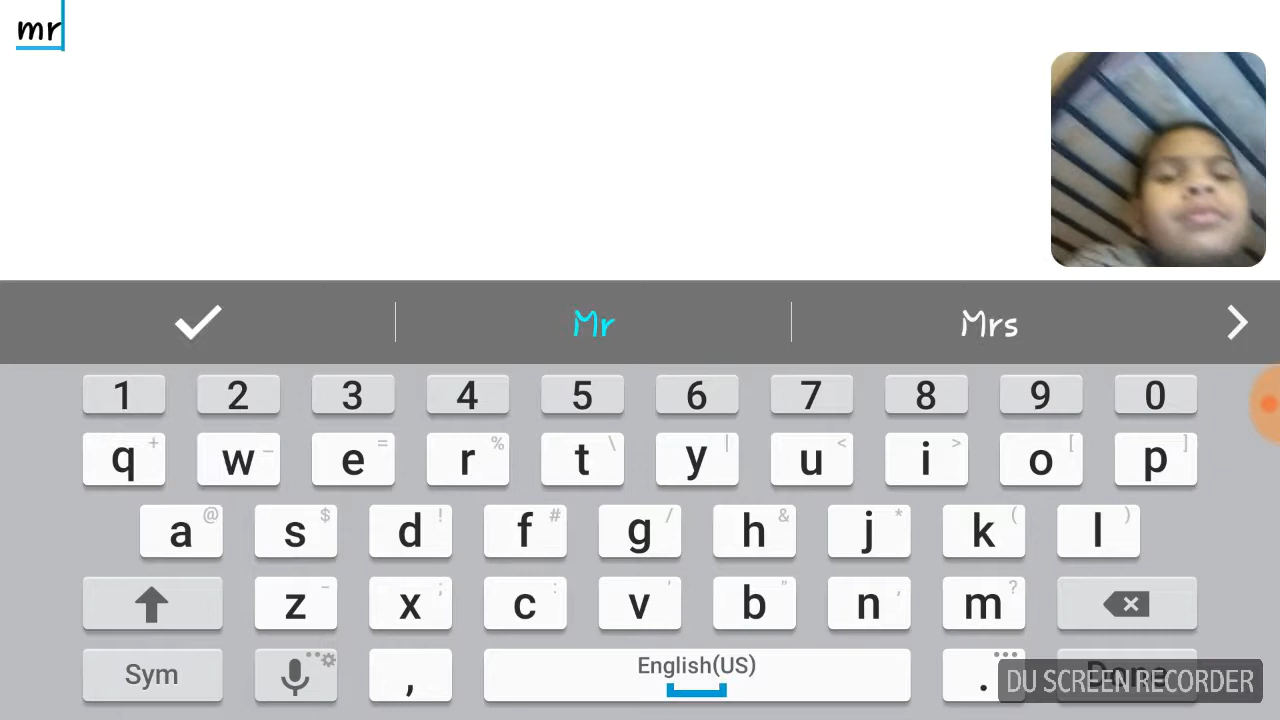 mr
Mr Mrs
1 2 3 4 5 6 7 8 9 0
q + w _ e = r % t \ y | u < i > o [ p ]
a @ s $ d ! f # g / h & j * k ( l )
z - x ; c : v ' b " n , m ?
Sym , English(US) . Done
DU SCREEN RECORDER